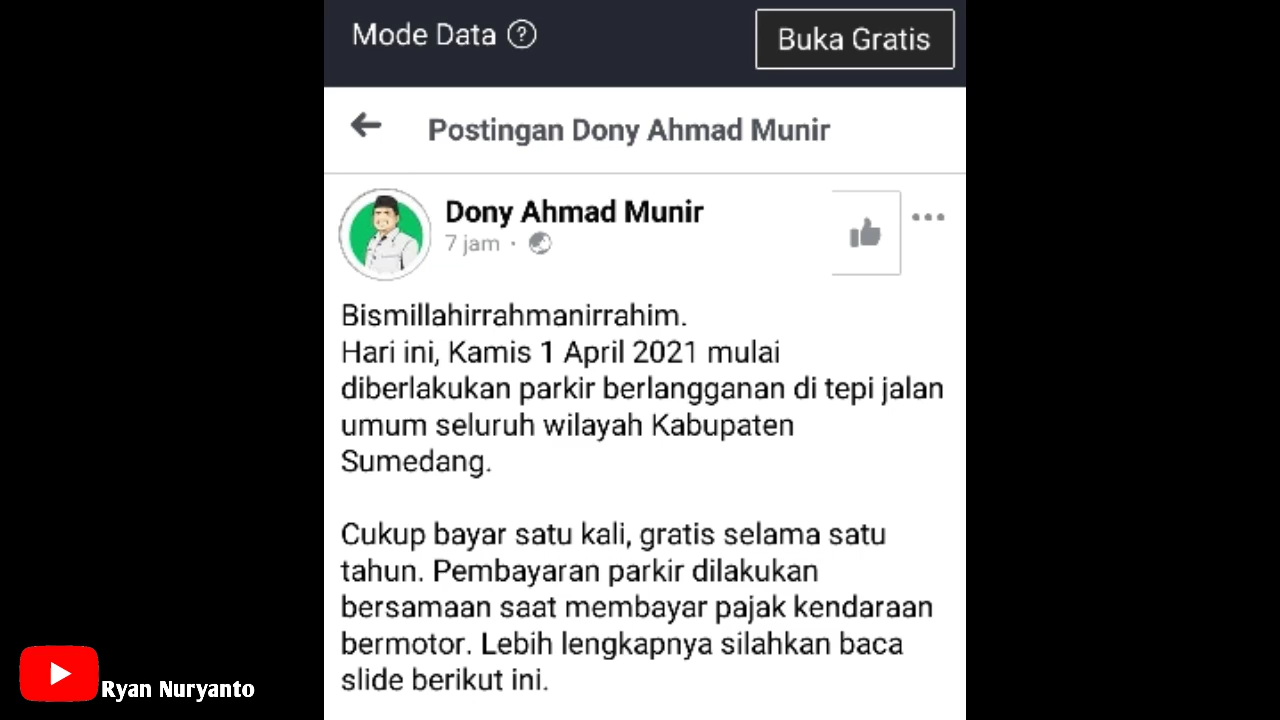 Mode Data ?
Buka Gratis
Postingan Dony Ahmad Munir
Dony Ahmad Munir
7 jam ·
Bismillahirrahmanirrahim.
Hari ini, Kamis 1 April 2021 mulai
diberlakukan parkir berlangganan di tepi jalan
umum seluruh wilayah Kabupaten
Sumedang.
Cukup bayar satu kali, gratis selama satu
tahun. Pembayaran parkir dilakukan
bersamaan saat membayar pajak kendaraan
bermotor. Lebih lengkapnya silahkan baca
slide berikut ini.
Ryan Nuryanto